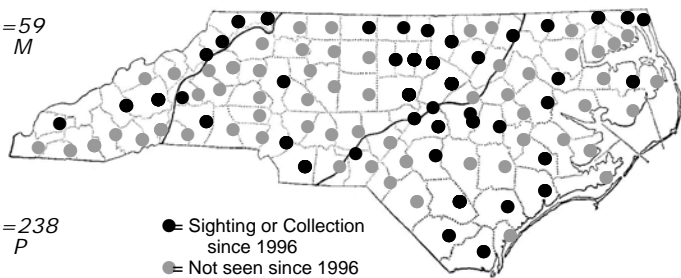 =59
M
=238
P
= Sighting or Collection
since 1996
= Not seen since 1996